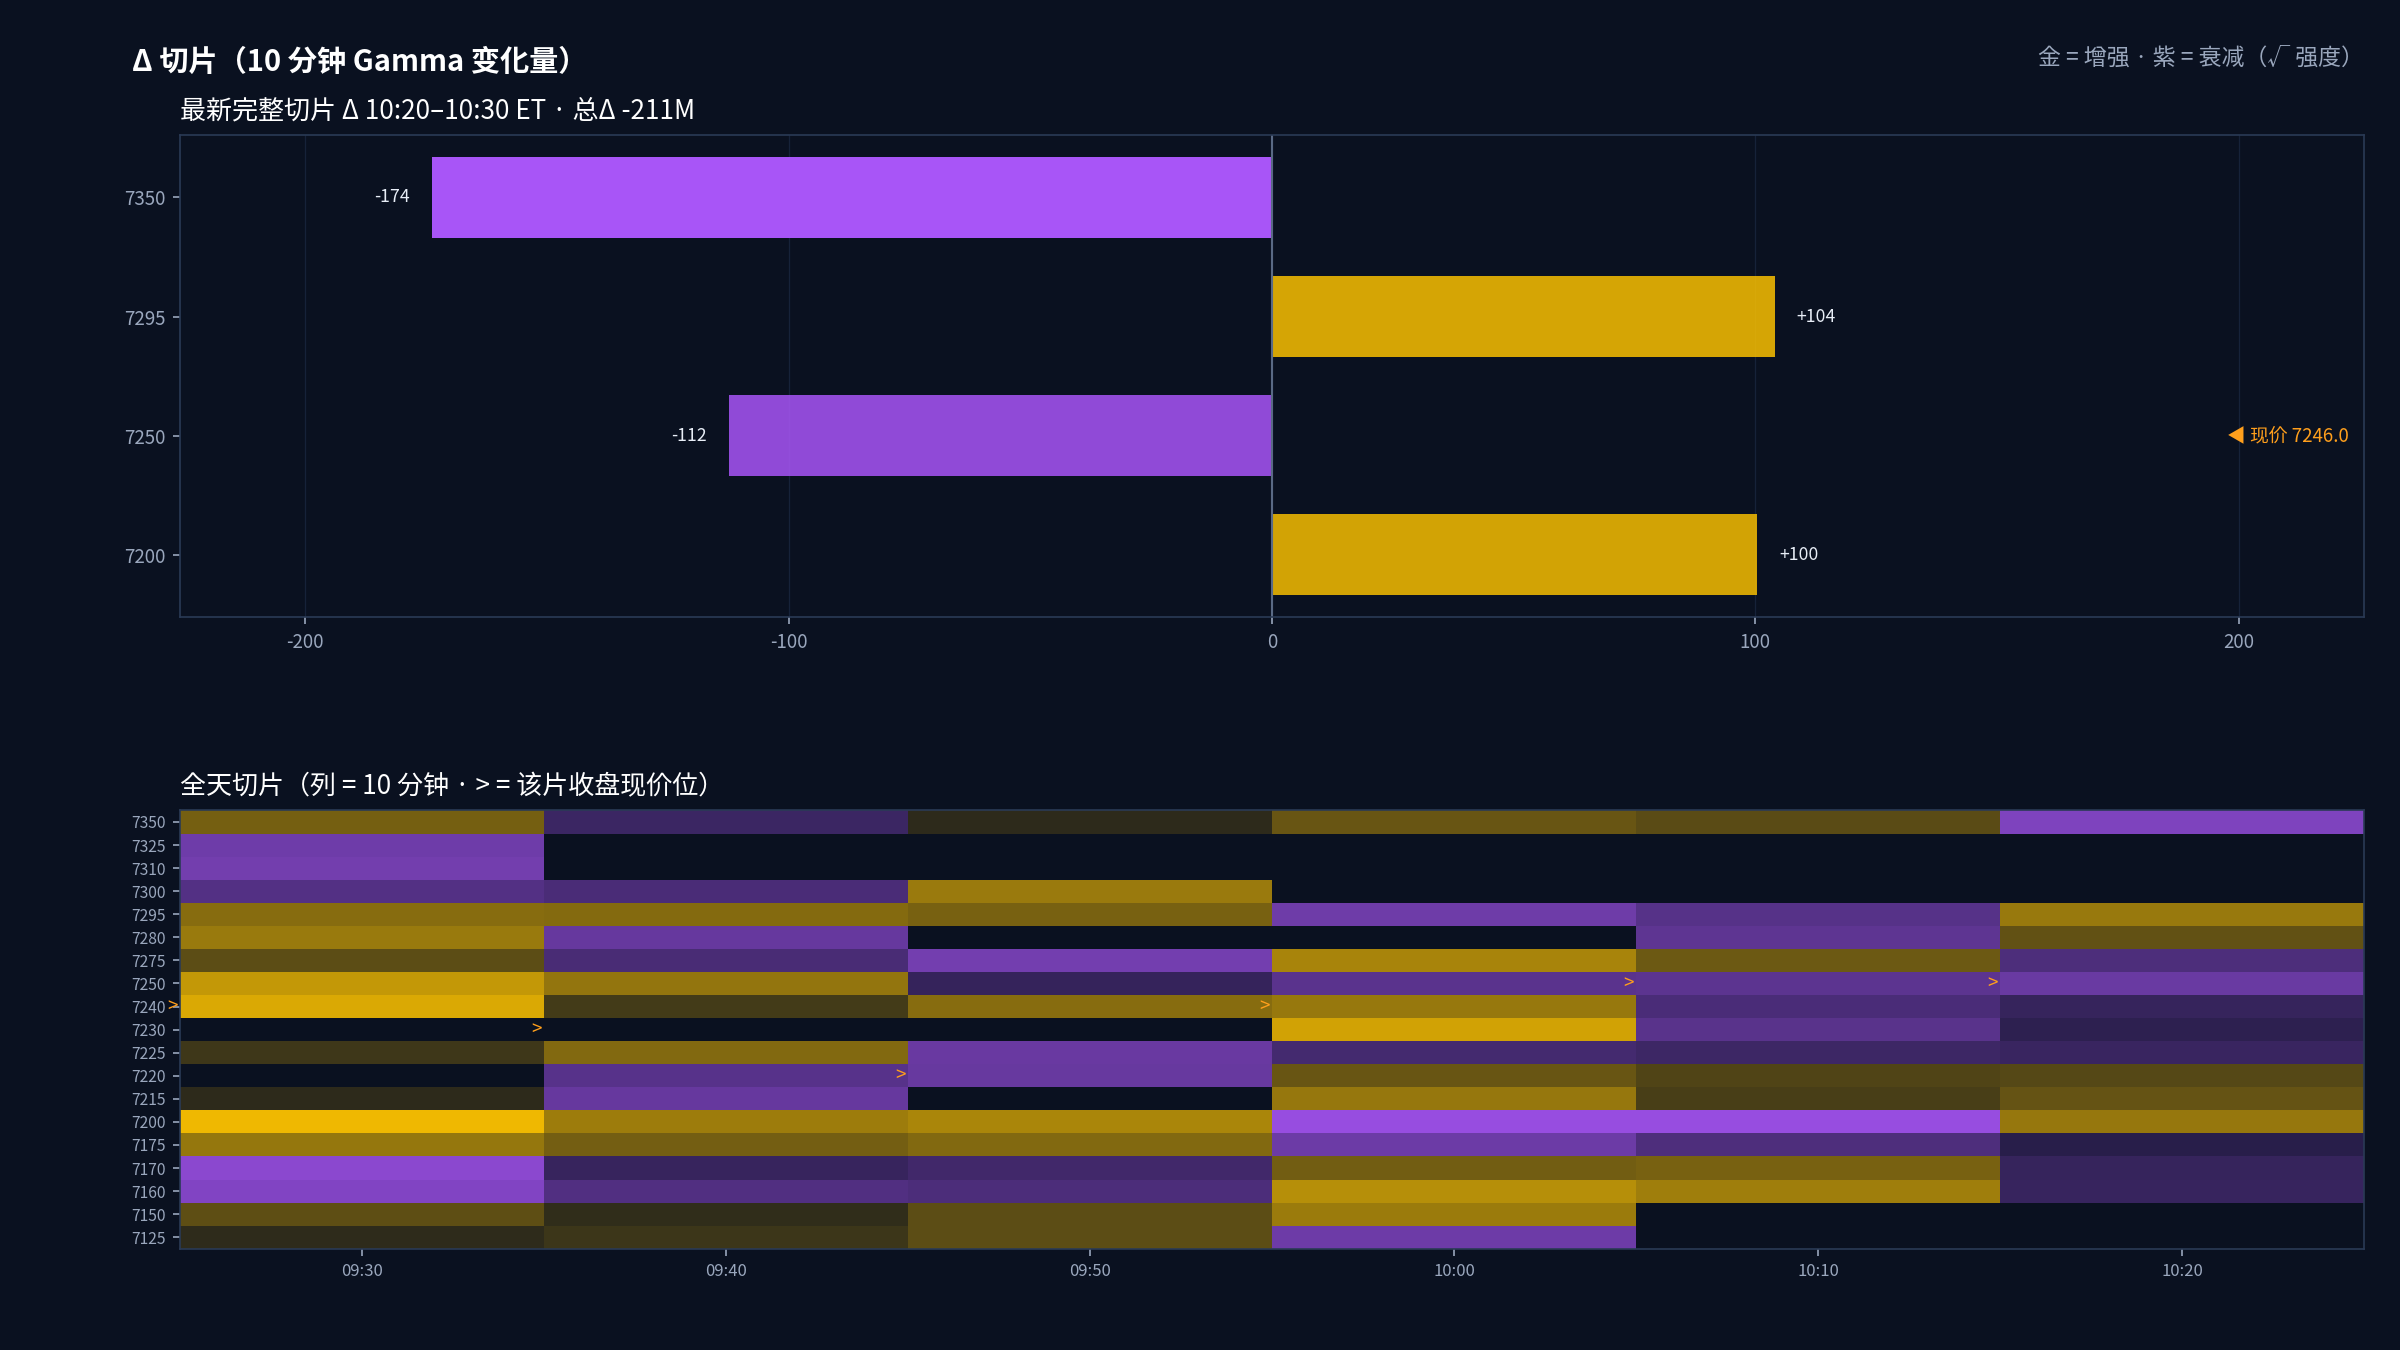 Δ 切片（10 分钟 Gamma 变化量）
金 = 增强 · 紫 = 衰减（√ 强度）
最新完整切片 Δ 10:20–10:30 ET · 总Δ -211M
7350
-174
7295
+104
7250
-112
◀ 现价 7246.0
7200
+100
-200 -100 0 100 200
全天切片（列 = 10 分钟 · > = 该片收盘现价位）
7350
7325
7310
7300
7295
7280
7275
7250 > >
7240 > >
7230 >
7225
7220 >
7215
7200
7175
7170
7160
7150
7125
09:30 09:40 09:50 10:00 10:10 10:20